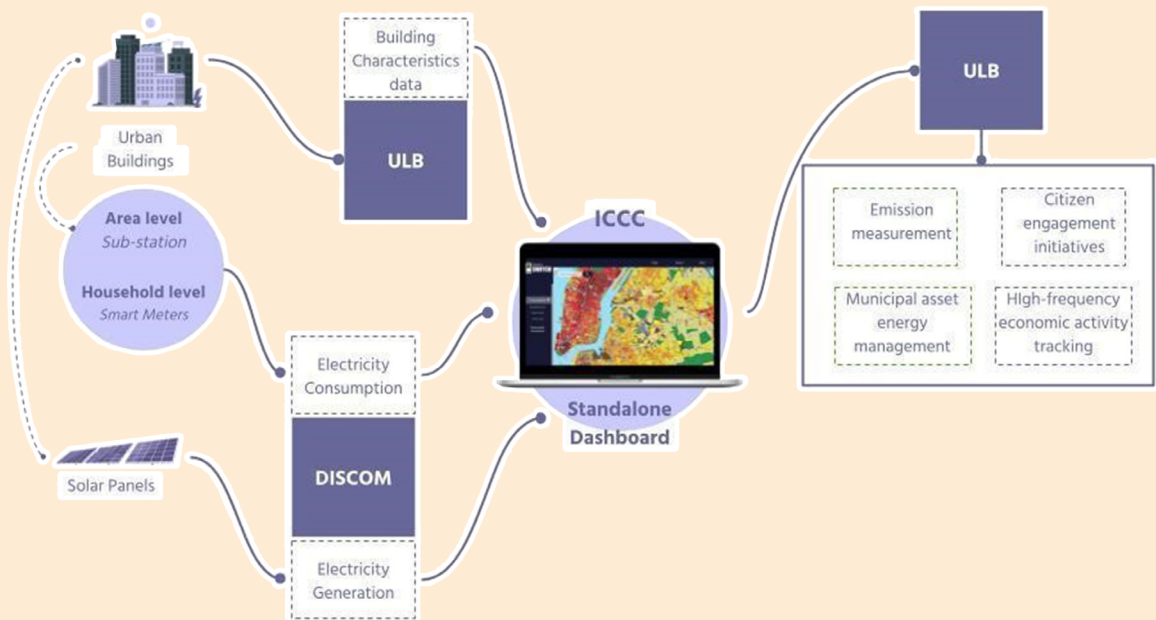 Building
Characteristics
data
ULB
Urban
Buildings
Area level
Sub-station
Household level
Smart Meters
Electricity
Consumption
DISCOM
Electricity
Generation
Solar Panels
ICCC
Standalone
Dashboard
ULB
Emission
measurement
Citizen
engagement
initiatives
Municipal asset
energy
management
HIgh-frequency
economic activity
tracking